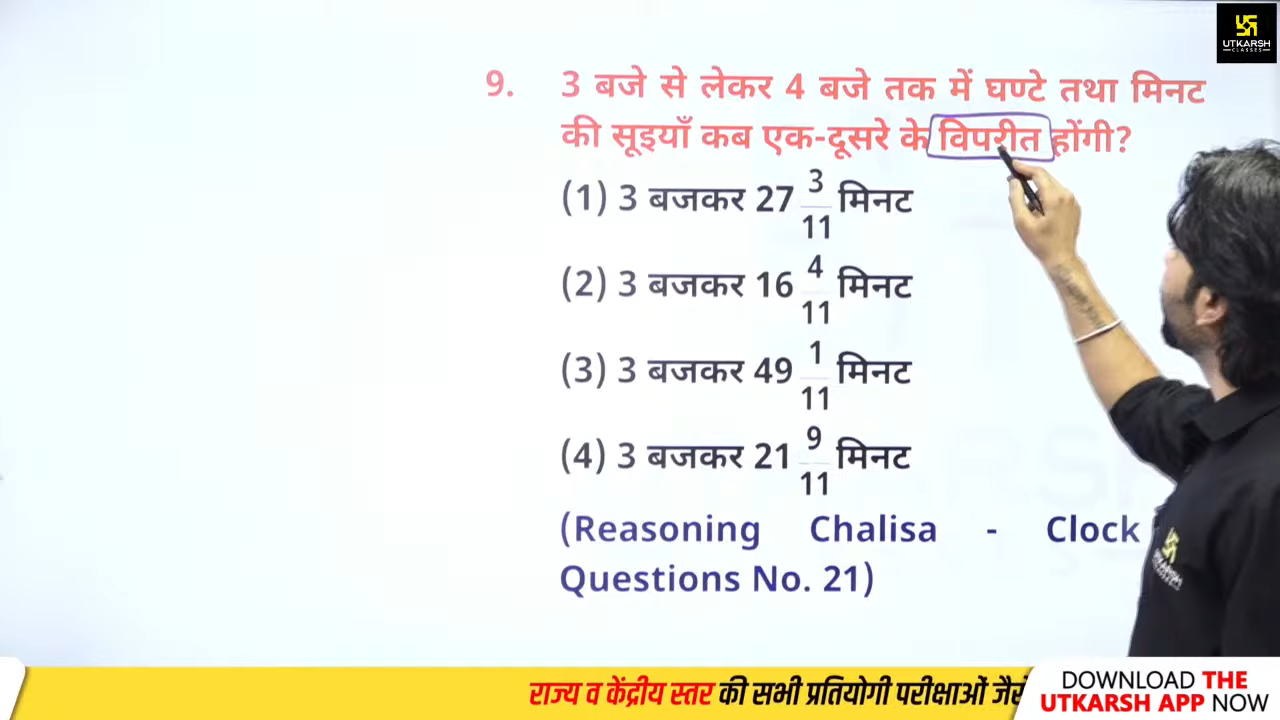 UTKARSH
CLASSES
9. 3 बजे से लेकर 4 बजे तक में घण्टे तथा मिनट
की सूइयाँ कब एक-दूसरे के विपरीत होंगी?
(1) 3 बजकर 27 3/11 मिनट
(2) 3 बजकर 16 4/11 मिनट
(3) 3 बजकर 49 1/11 मिनट
(4) 3 बजकर 21 9/11 मिनट
(Reasoning Chalisa - Clock
Questions No. 21)
राज्य व केंद्रीय स्तर की सभी प्रतियोगी परीक्षाओं
DOWNLOAD THE
UTKARSH APP NOW